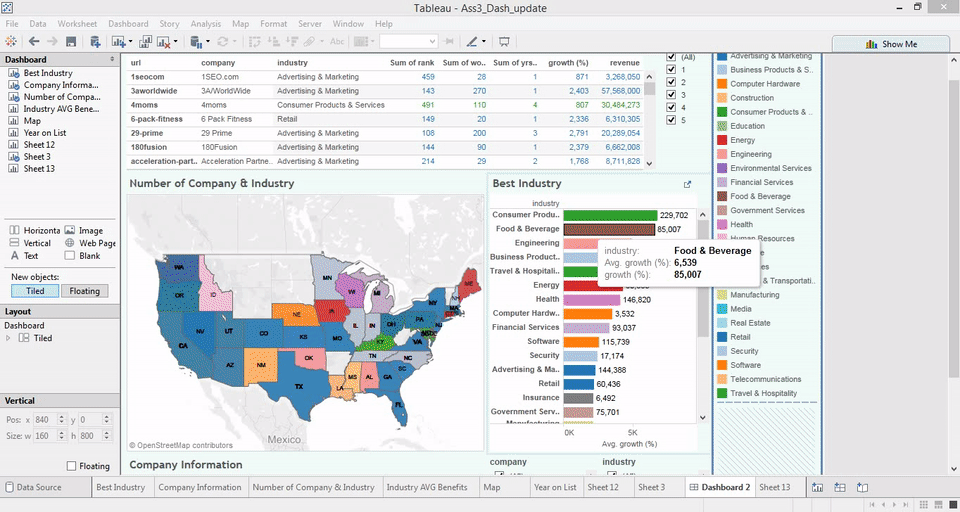 Tableau - Ass3_Dash_update
File Data Worksheet Dashboard Story Analysis Map Format Server Window Help
Abc
Show Me
Dashboard
Best Industry
Company Informa...
Number of Compa...
Industry AVG Bene...
Map
Year on List
Sheet 12
Sheet 3
Sheet 13
Horizonta Image
Vertical Web Page
Text Blank
New objects:
Tiled Floating
Layout
Dashboard
Tiled
Vertical
Pos: x 840 y 0
Size: w 160 h 800
Floating
url company industry Sum of rank Sum of wo.. Sum of yrs.. growth (%) revenue
1seocom 1SEO.com Advertising & Marketing 459 28 1 871 3,268,050
3aworldwide 3A/WorldWide Advertising & Marketing 143 270 1 2,403 57,568,000
4moms 4moms Consumer Products & Services 491 110 4 807 30,484,273
6-pack-fitness 6 Pack Fitness Retail 149 20 1 2,336 6,310,305
29-prime 29 Prime Advertising & Marketing 108 200 3 2,791 20,289,054
180fusion 180Fusion Advertising & Marketing 144 90 1 2,379 6,662,008
acceleration-part.. Acceleration Partne.. Advertising & Marketing 214 29 2 1,768 8,711,828
(All)
1
2
3
4
5
Number of Company & Industry
WA
OR
ID
NV
UT
AZ
CO
NM
NE
KS
OK
TX
MN
IA
MO
LA
WI
IL
MI
IN
OH
KY
TN
MS
AL
GA
FL
SC
NC
VA
PA
NJ
NY
MA
NH
ME
Mexico
© OpenStreetMap contributors
Best Industry
industry
Consumer Produ.. 229,702
Food & Beverage 85,007
Engineering
Business Product..
Travel & Hospitali..
Energy
Health 146,820
Computer Hardw.. 3,532
Financial Services 93,037
Software 115,739
Security 17,174
Advertising & Ma.. 144,388
Retail 60,436
Insurance 6,492
Government Serv.. 75,701
Manufacturing
0K 5K
Avg. growth (%)
industry: Food & Beverage
Avg. growth (%): 6,539
growth (%): 85,007
Advertising & Marketing
Business Products & S..
Computer Hardware
Construction
Consumer Products & ..
Education
Energy
Engineering
Environmental Services
Financial Services
Food & Beverage
Government Services
Health
Human Resources
Manufacturing
Media
Real Estate
Retail
Security
Software
Telecommunications
Travel & Hospitality
Company Information
company industry
Data Source Best Industry Company Information Number of Company & Industry Industry AVG Benefits Map Year on List Sheet 12 Sheet 3 Dashboard 2 Sheet 13